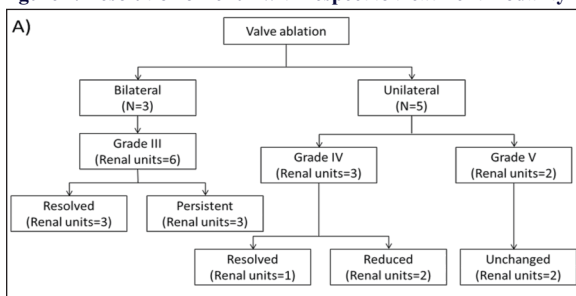 A)
Valve ablation
Bilateral
(N=3)
Unilateral
(N=5)
Grade III
(Renal units=6)
Grade IV
(Renal units=3)
Grade V
(Renal units=2)
Resolved
(Renal units=3)
Persistent
(Renal units=3)
Resolved
(Renal units=1)
Reduced
(Renal units=2)
Unchanged
(Renal units=2)